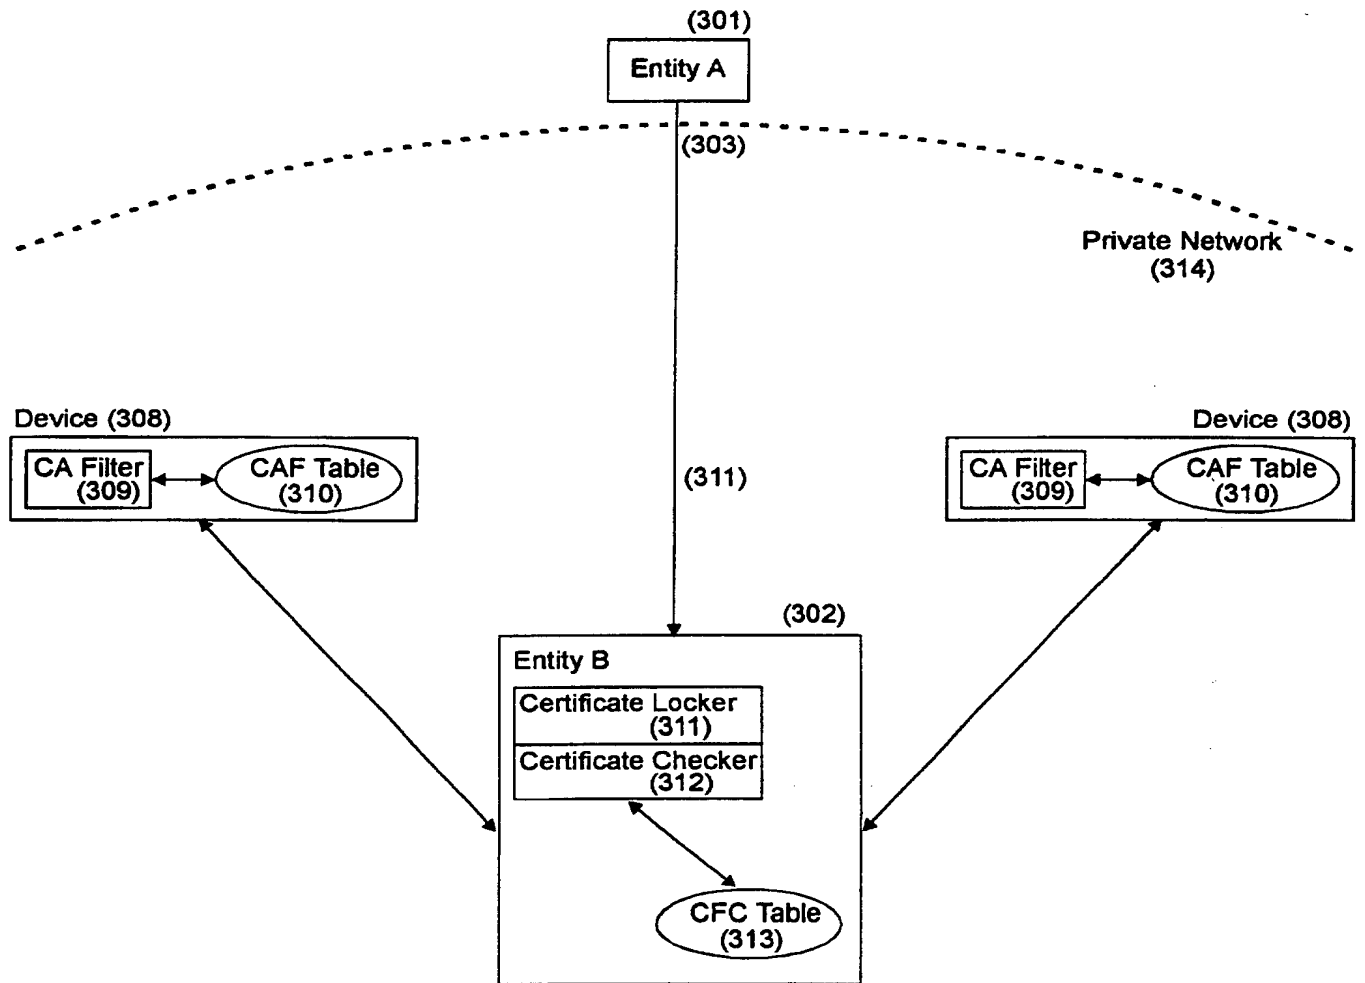 (301)
Entity A
(303)
Private Network
(314)
Device (308)
CA Filter
(309)
CAF Table
(310)
(311)
Device (308)
CA Filter
(309)
CAF Table
(310)
(302)
Entity B
Certificate Locker
(311)
Certificate Checker
(312)
CFC Table
(313)